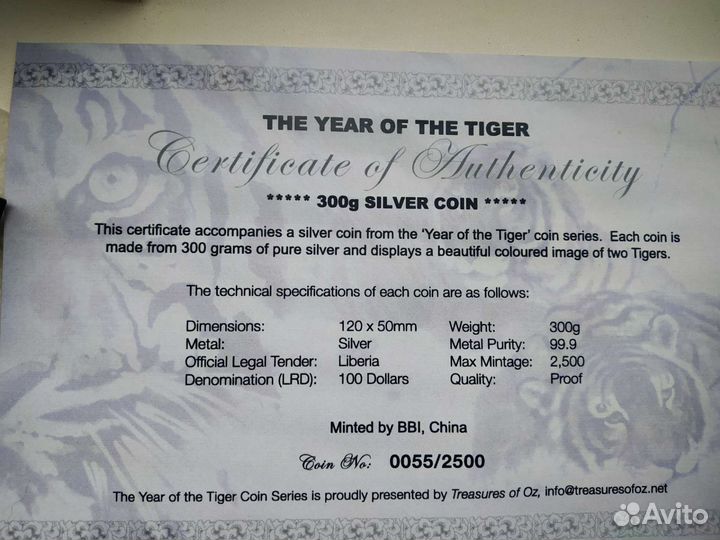 THE YEAR OF THE TIGER
Certificate of Authenticity
***** 300g SILVER COIN *****
This certificate accompanies a silver coin from the 'Year of the Tiger' coin series. Each coin is
made from 300 grams of pure silver and displays a beautiful coloured image of two Tigers.
The technical specifications of each coin are as follows:
Dimensions: 120 x 50mm Weight: 300g
Metal: Silver Metal Purity: 99.9
Official Legal Tender: Liberia Max Mintage: 2,500
Denomination (LRD): 100 Dollars Quality: Proof
Minted by BBI, China
Coin No: 0055/2500
The Year of the Tiger Coin Series is proudly presented by Treasures of Oz, info@treasuresofoz.net
Avito